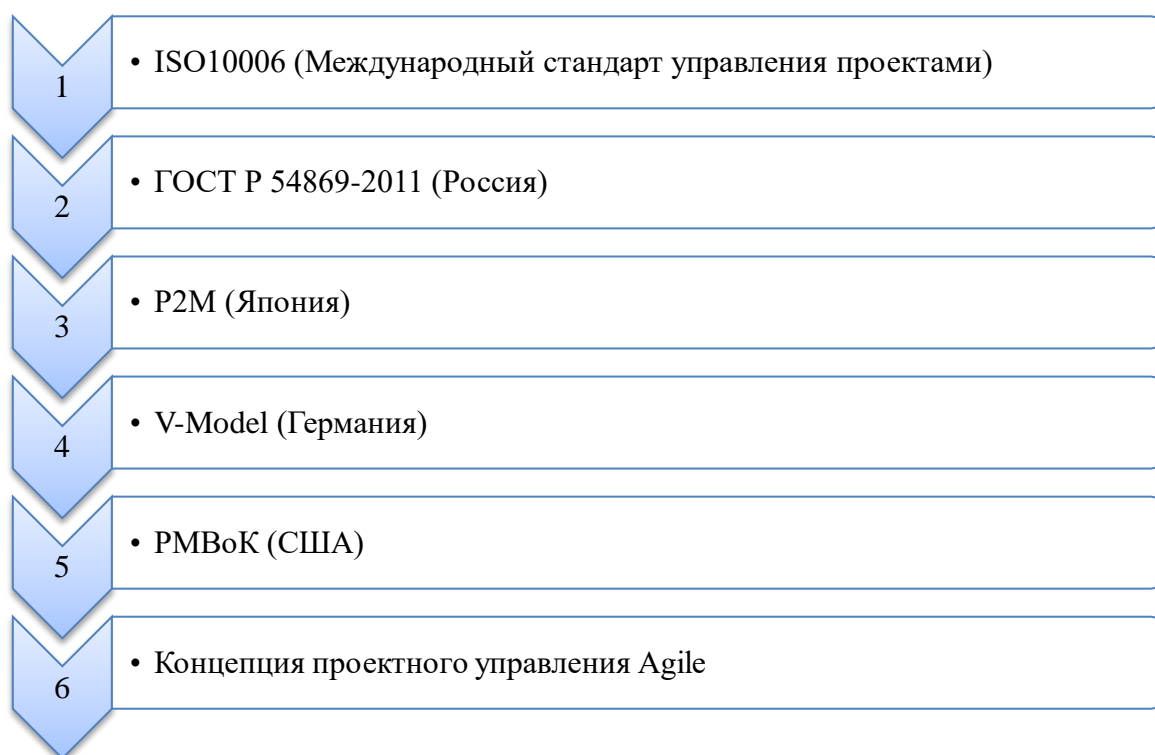 1
• ISO10006 (Международный стандарт управления проектами)
2
• ГОСТ Р 54869-2011 (Россия)
3
• P2M (Япония)
4
• V-Model (Германия)
5
• PMBoK (США)
6
• Концепция проектного управления Agile